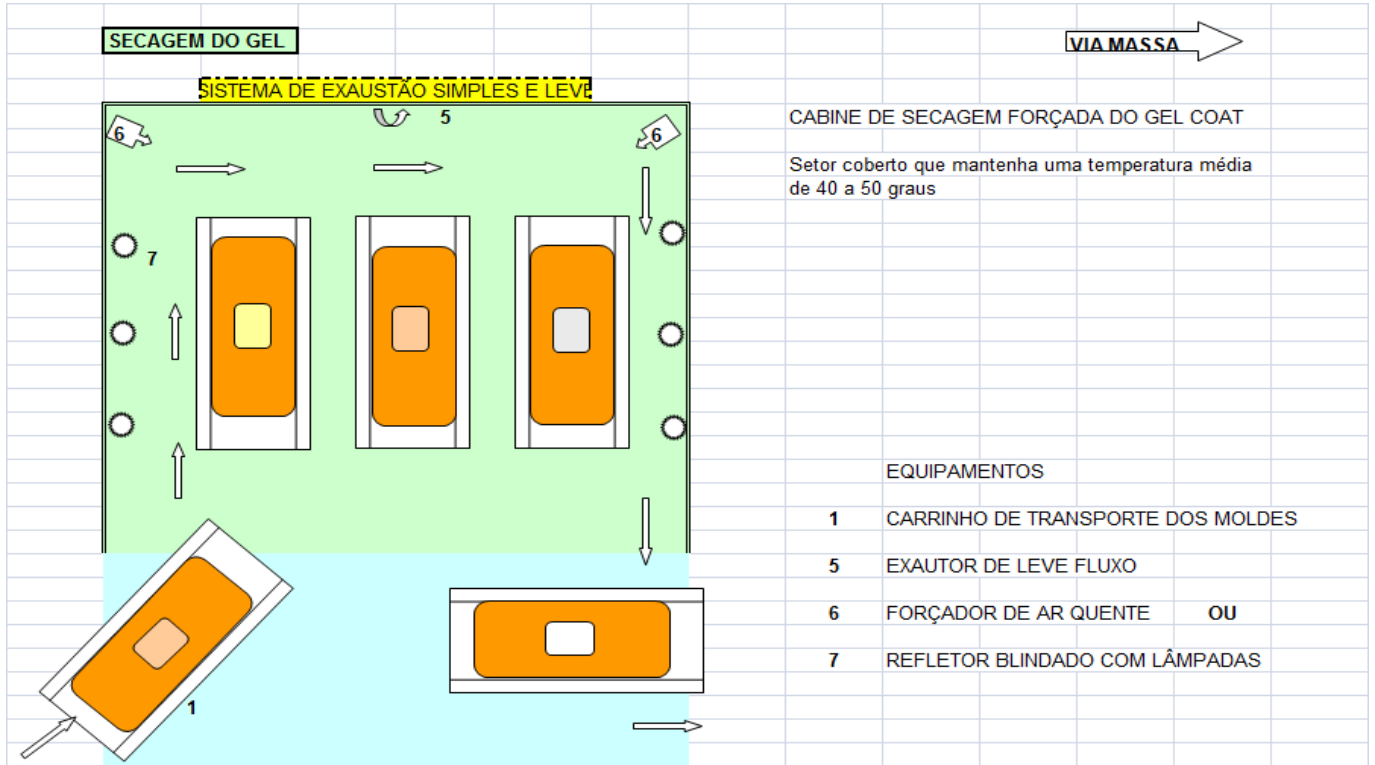 SECAGEM DO GEL
VIA MASSA
SISTEMA DE EXAUSTÃO SIMPLES E LEVE
5
6
6
CABINE DE SECAGEM FORÇADA DO GEL COAT
Setor coberto que mantenha uma temperatura média
de 40 a 50 graus
7
EQUIPAMENTOS
1 CARRINHO DE TRANSPORTE DOS MOLDES
5 EXAUTOR DE LEVE FLUXO
6 FORÇADOR DE AR QUENTE OU
7 REFLETOR BLINDADO COM LÂMPADAS
1